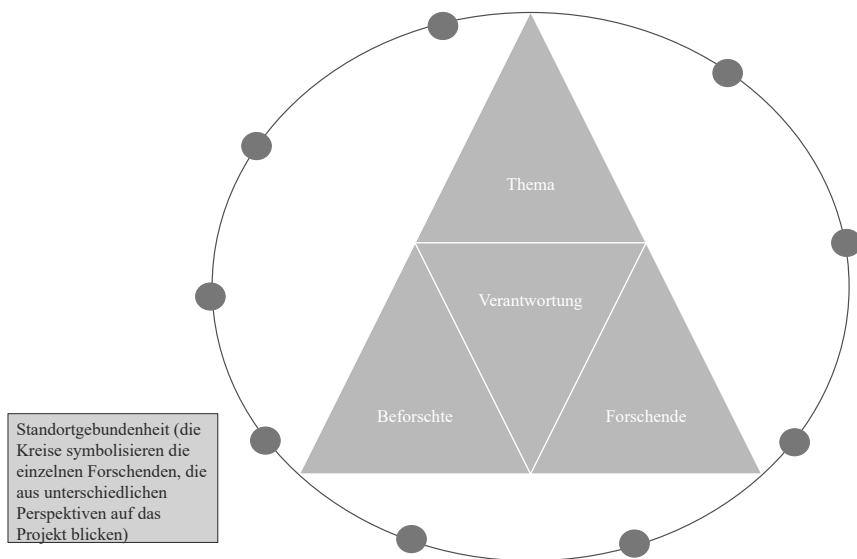 Thema
Verantwortung
Beforschte
Forschende
Standortgebundenheit (die
Kreise symbolisieren die
einzelnen Forschenden, die
aus unterschiedlichen
Perspektiven auf das
Projekt blicken)